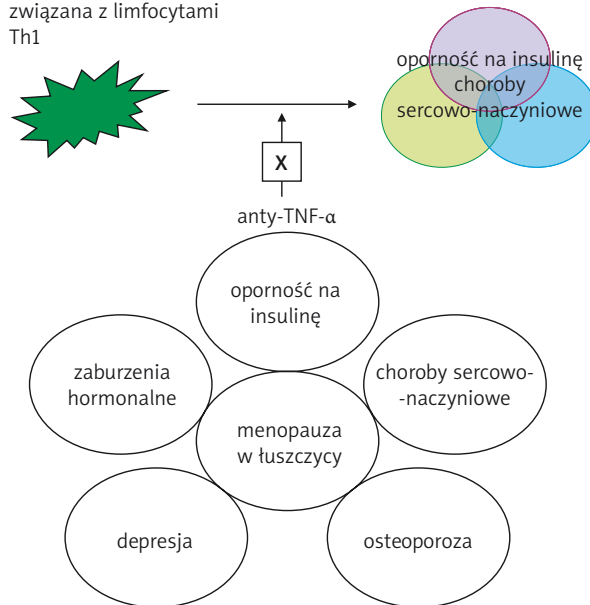 związana z limfocytami
Th1
oporność na insulinę
choroby
sercowo-naczyniowe
X
anty-TNF-α
oporność na
insulinę
zaburzenia
hormonalne
choroby sercowo-
-naczyniowe
menopauza
w łuszczycy
depresja
osteoporoza